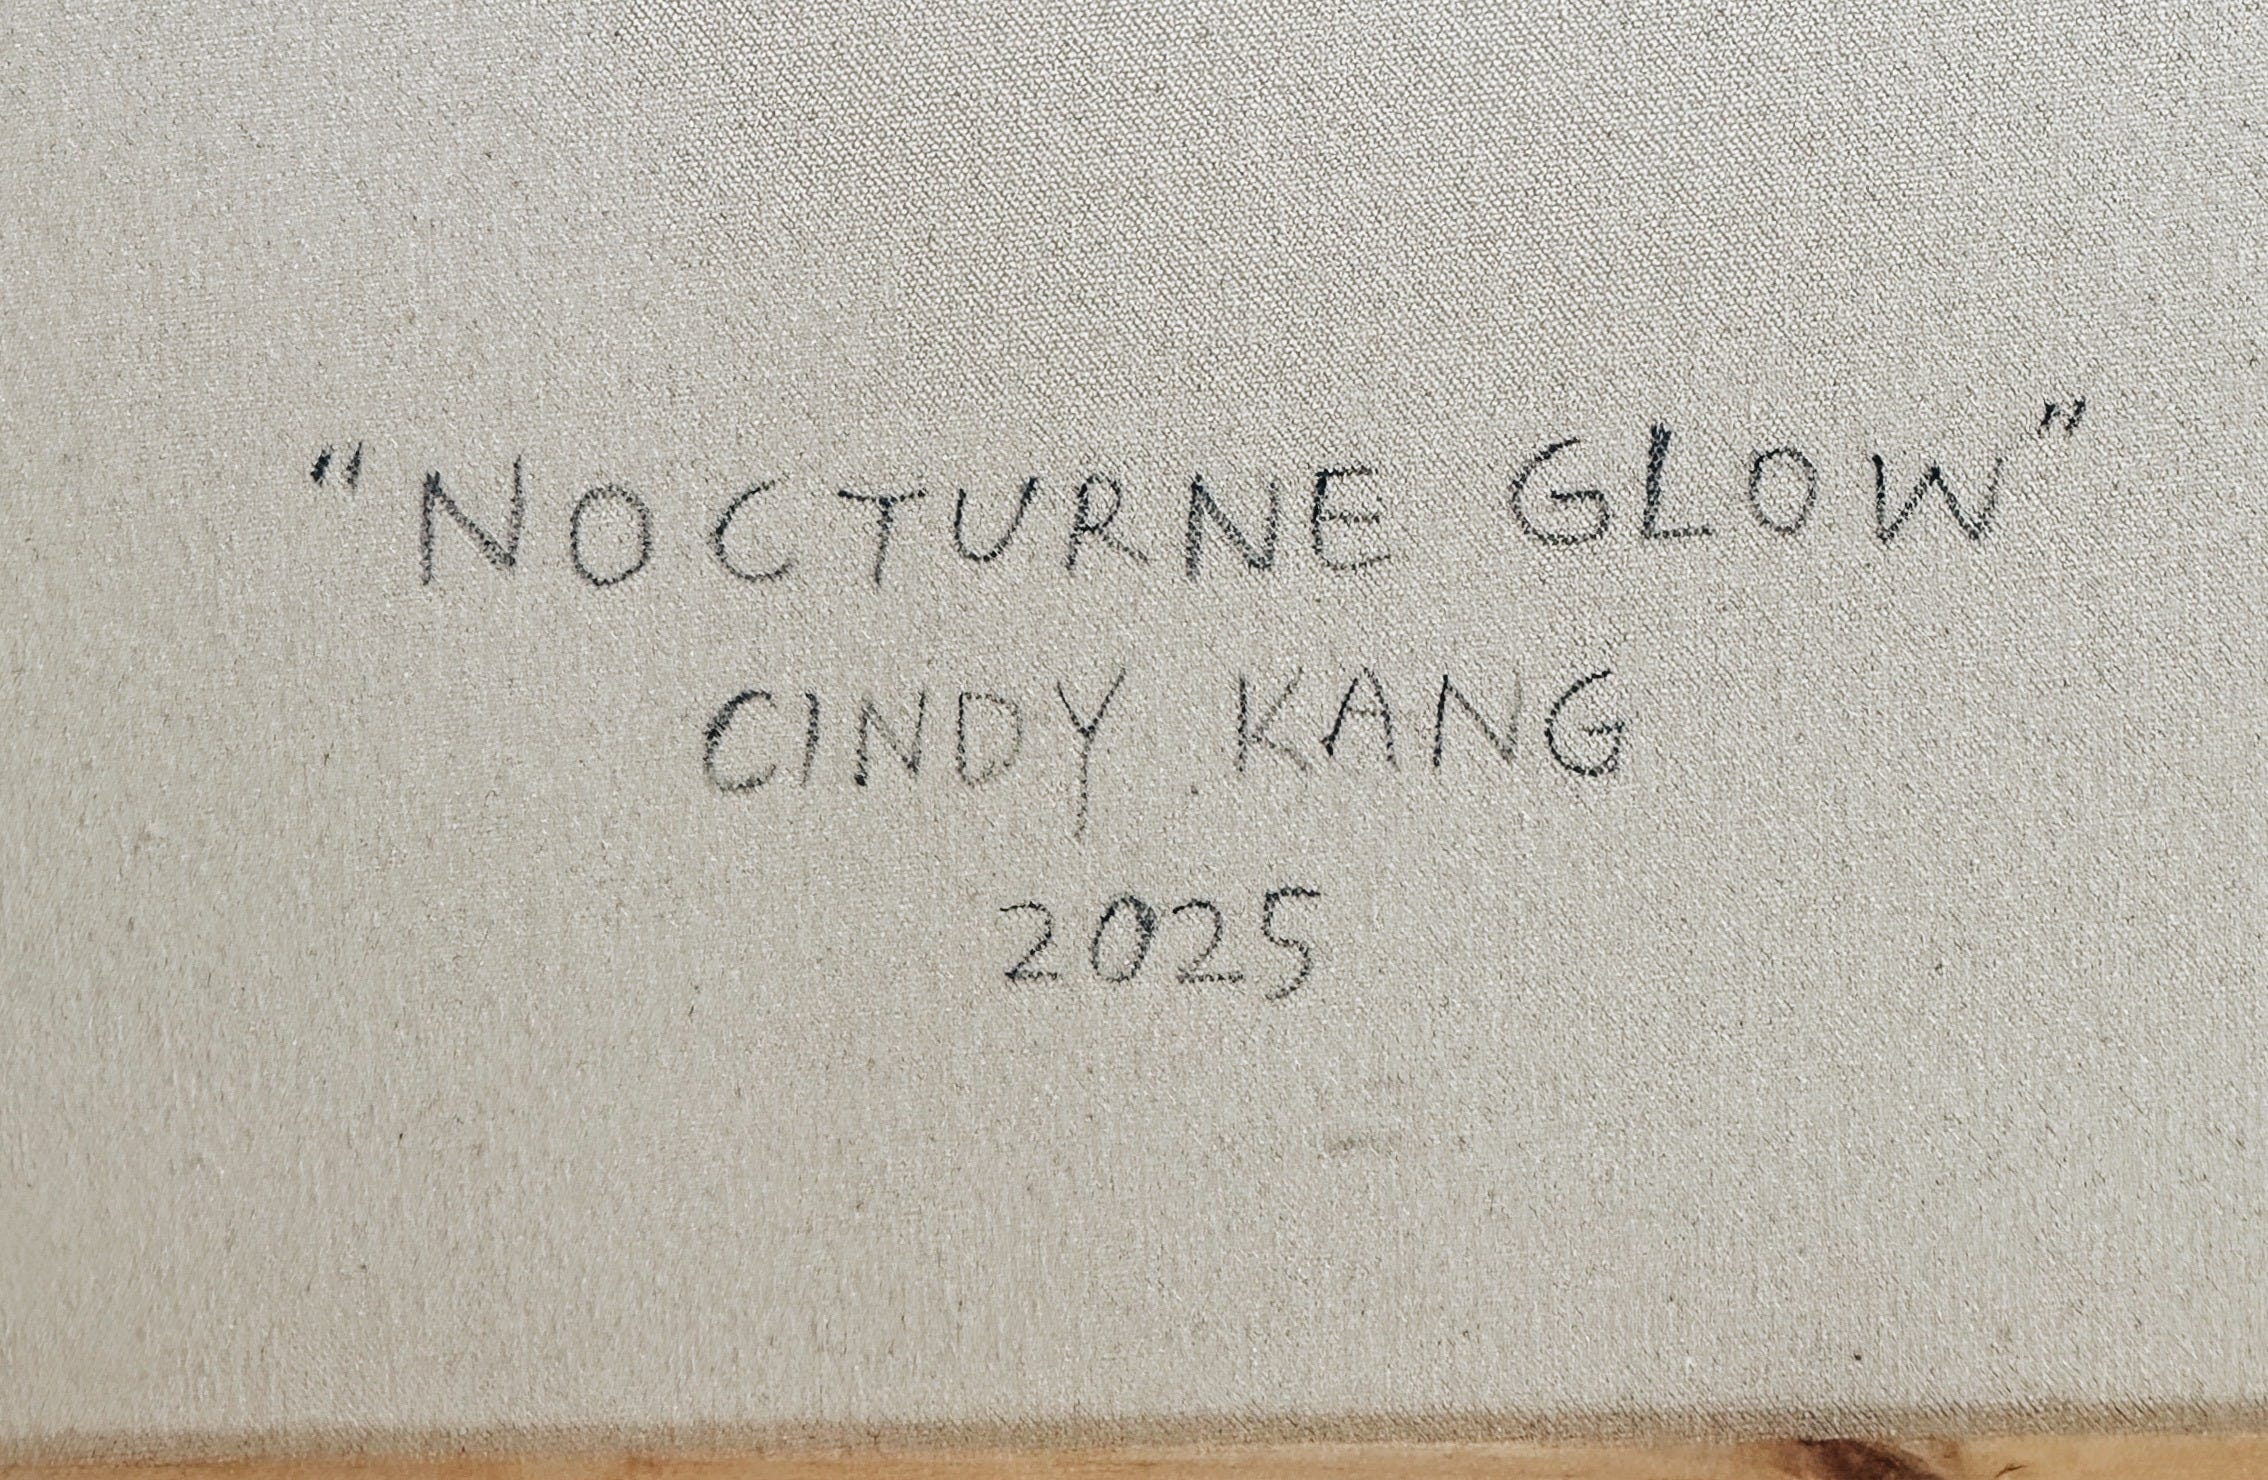 "NOCTURNE GLOW"
CINDY KANG
2025